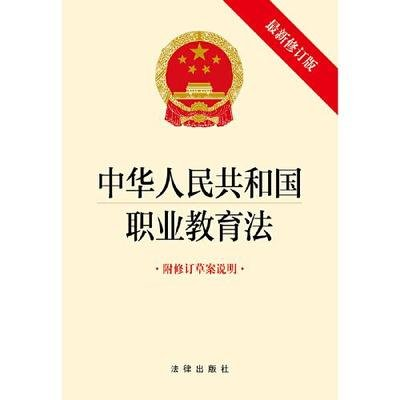 最新修订版
中华人民共和国
职业教育法
·附修订草案说明·
法律出版社